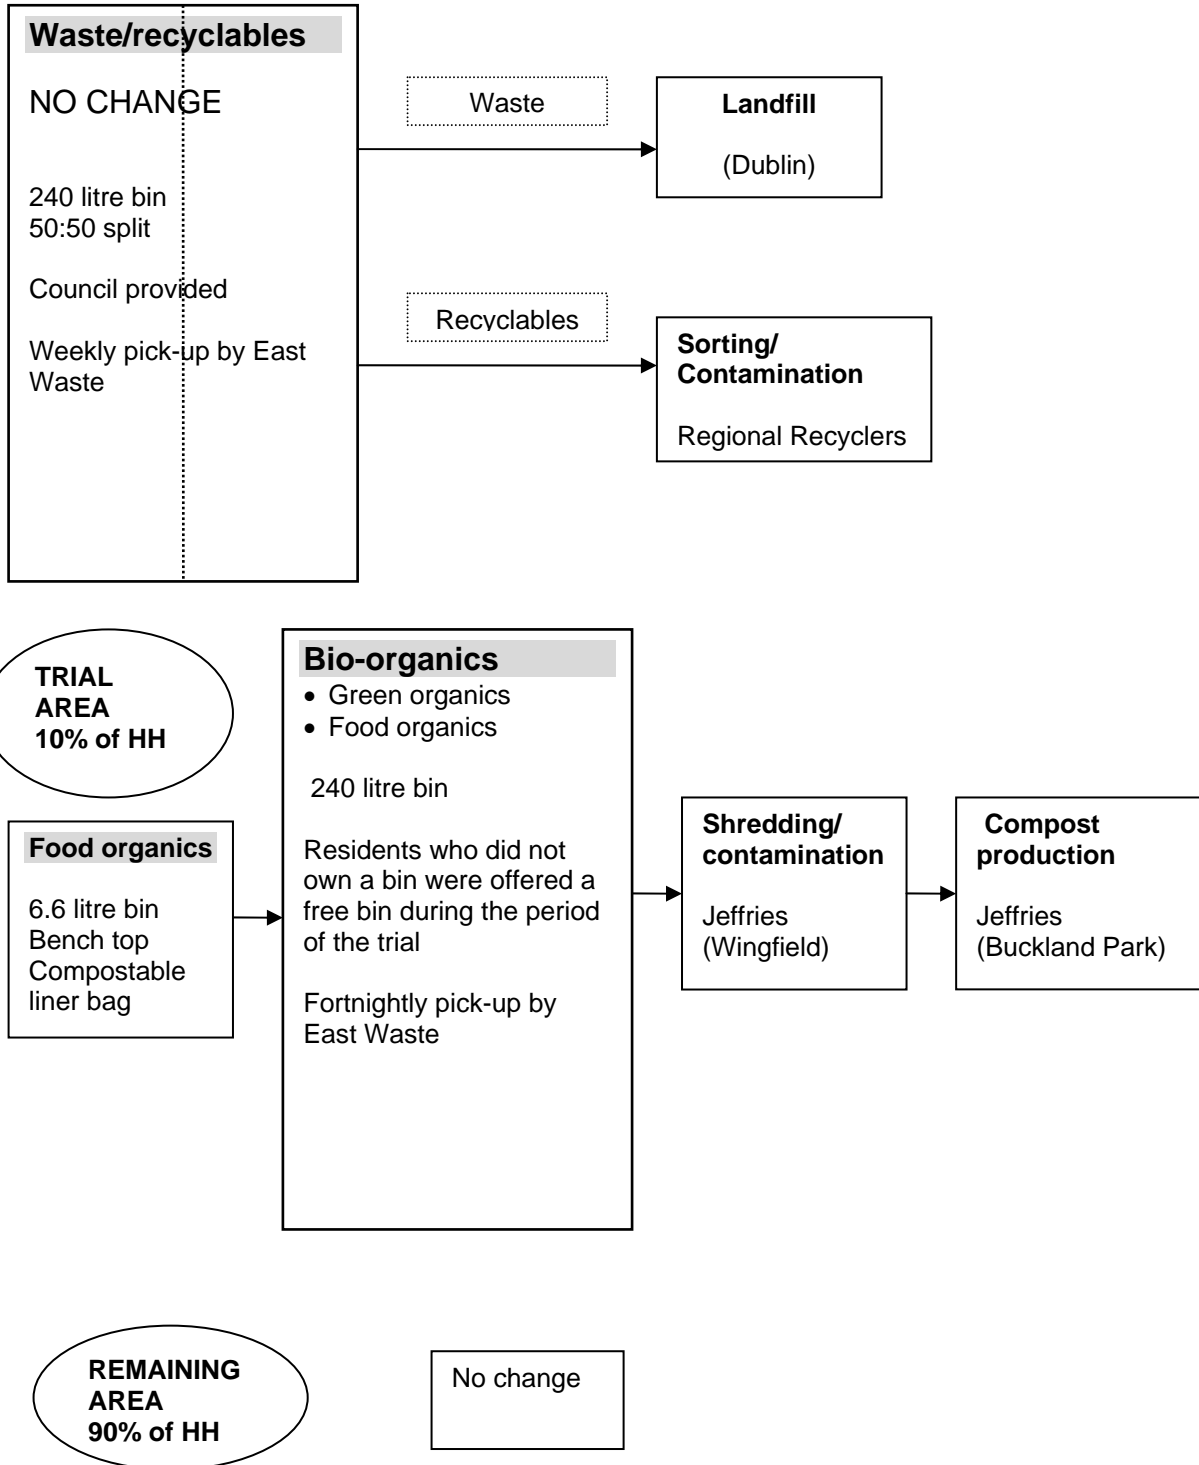 Waste/recyclables
NO CHANGE
240 litre bin
50:50 split
Council provided
Weekly pick-up by East
Waste
Waste
Landfill
(Dublin)
Recyclables
Sorting/
Contamination
Regional Recyclers
TRIAL
AREA
10% of HH
Food organics
6.6 litre bin
Bench top
Compostable
liner bag
Bio-organics
• Green organics
• Food organics
240 litre bin
Residents who did not
own a bin were offered a
free bin during the period
of the trial
Fortnightly pick-up by
East Waste
Shredding/
contamination
Jeffries
(Wingfield)
Compost
production
Jeffries
(Buckland Park)
REMAINING
AREA
90% of HH
No change